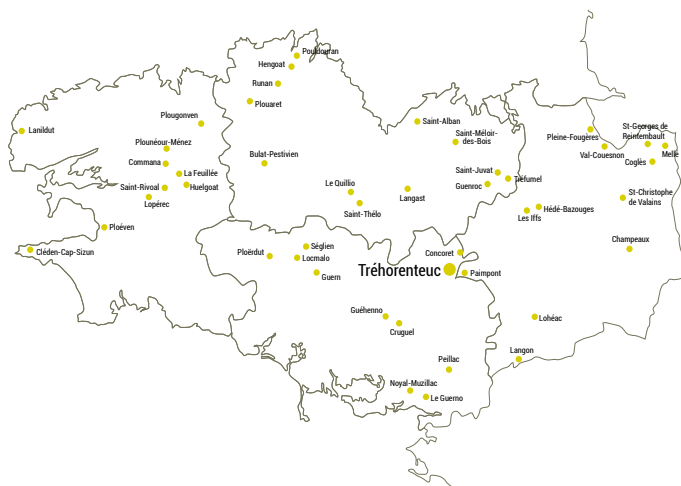 Pouldouran
Hengoat
Runan
Plouaret
Plougonven
Lanildut
Saint-Alban
Saint-Méloir-
des-Bois
Pleine-Fougères
St-Georges de
Reintembault
Val-Couesnon
Mellé
Coglès
Plounéour-Ménez
Commana
La Feuillée
Saint-Rivoal
Huelgoat
Lopérec
Bulat-Pestivien
Le Quillio
Saint-Thélo
Langast
Saint-Juvat
Guenroc
Tréfumel
Hédé-Bazouges
Les Iffs
St-Christophe
de Valains
Ploéven
Cléden-Cap-Sizun
Champeaux
Séglien
Ploërdut
Locmalo
Guern
Concoret
Tréhorenteuc
Paimpont
Guéhenno
Cruguel
Lohéac
Langon
Peillac
Noyal-Muzillac
Le Guerno